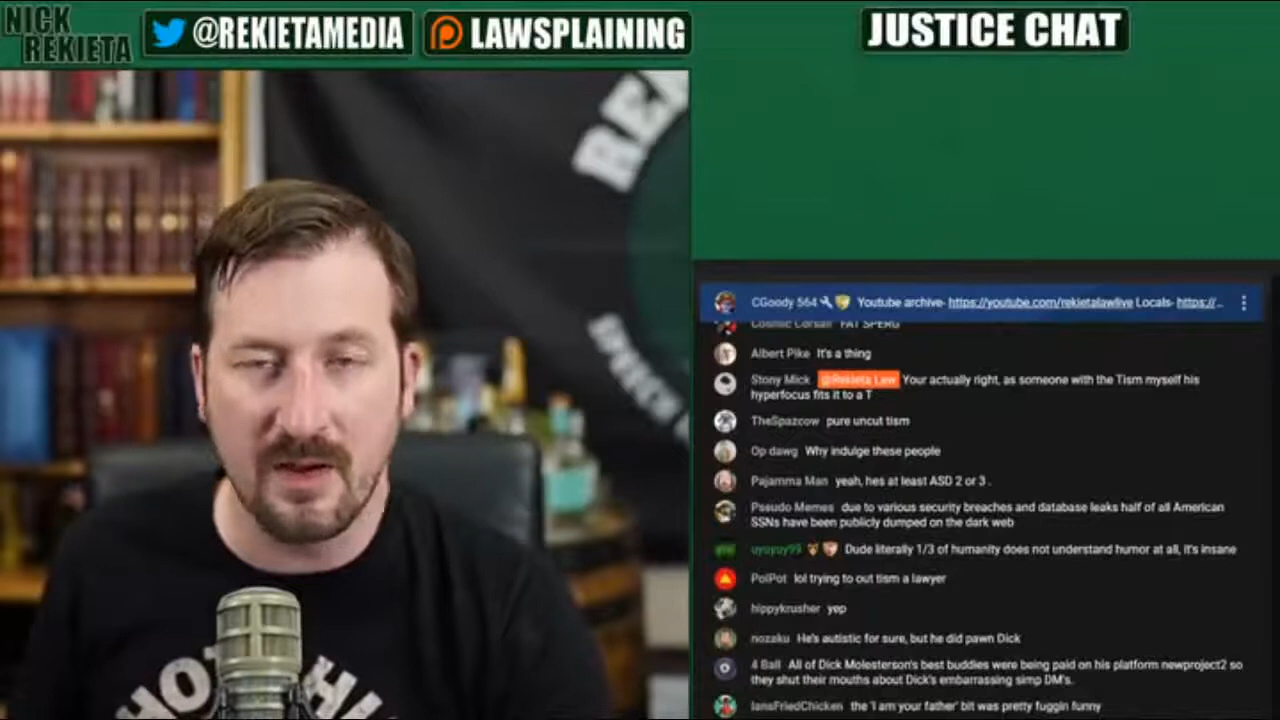 NICK
REKIETA
@REKIETAMEDIA
LAWSPLAINING
JUSTICE CHAT
REK
CGoody 564 Youtube archive- https://youtube.com/rekietalawlive Locals- https://...
Cosmic Corsair FAT SPERG
Albert Pike It's a thing
Stony Mick @Rekieta Law Your actually right, as someone with the Tism myself his
hyperfocus fits it to a T
TheSpazcow pure uncut tism
Op dawg Why indulge these people
Pajamma Man yeah, hes at least ASD 2 or 3 .
Pseudo Memes due to various security breaches and database leaks half of all American
SSNs have been publicly dumped on the dark web
uyuyuy99 Dude literally 1/3 of humanity does not understand humor at all, it's insane
PolPot lol trying to out tism a lawyer
hippykrusher yep
nozaku He's autistic for sure, but he did pawn Dick
4 Ball All of Dick Molesterson's best buddies were being paid on his platform newproject2 so
they shut their mouths about Dick's embarrassing simp DM's.
IansFriedChicken the 'I am your father' bit was pretty fuggin funny